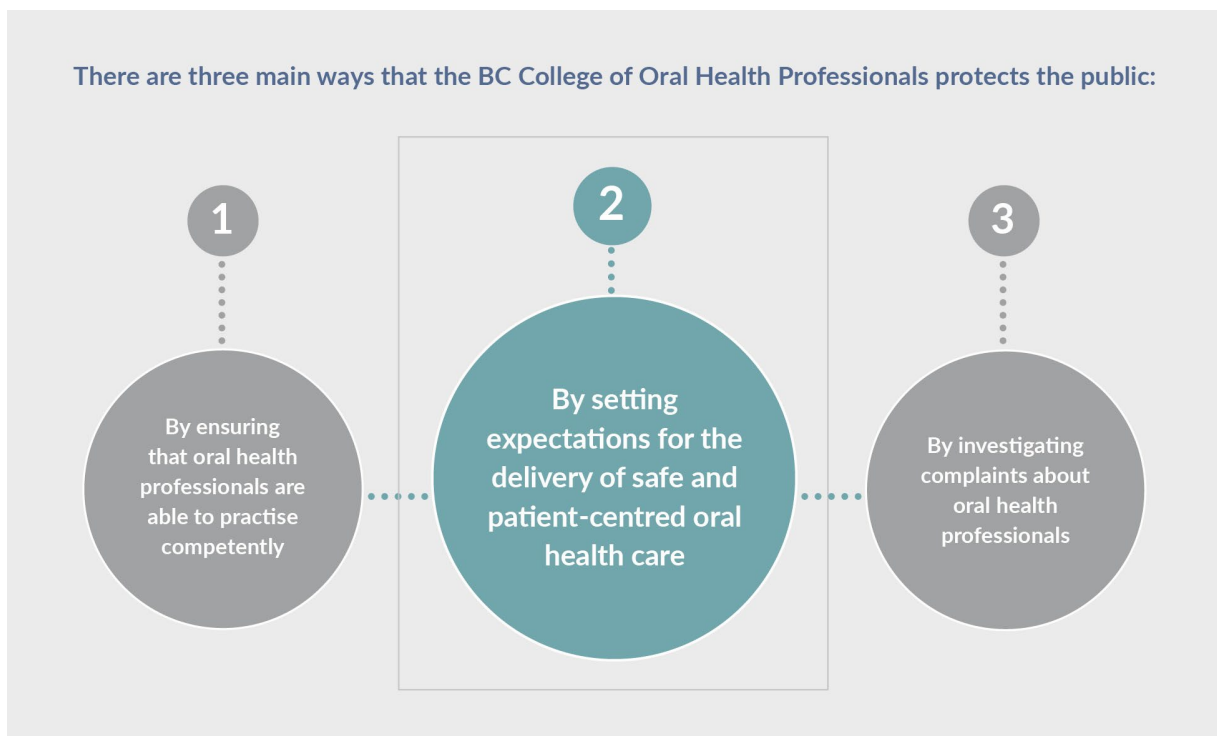 There are three main ways that the BC College of Oral Health Professionals protects the public:
1
By ensuring
that oral health
professionals are
able to practise
competently
2
By setting
expectations for the
delivery of safe and
patient-centred oral
health care
3
By investigating
complaints about
oral health
professionals